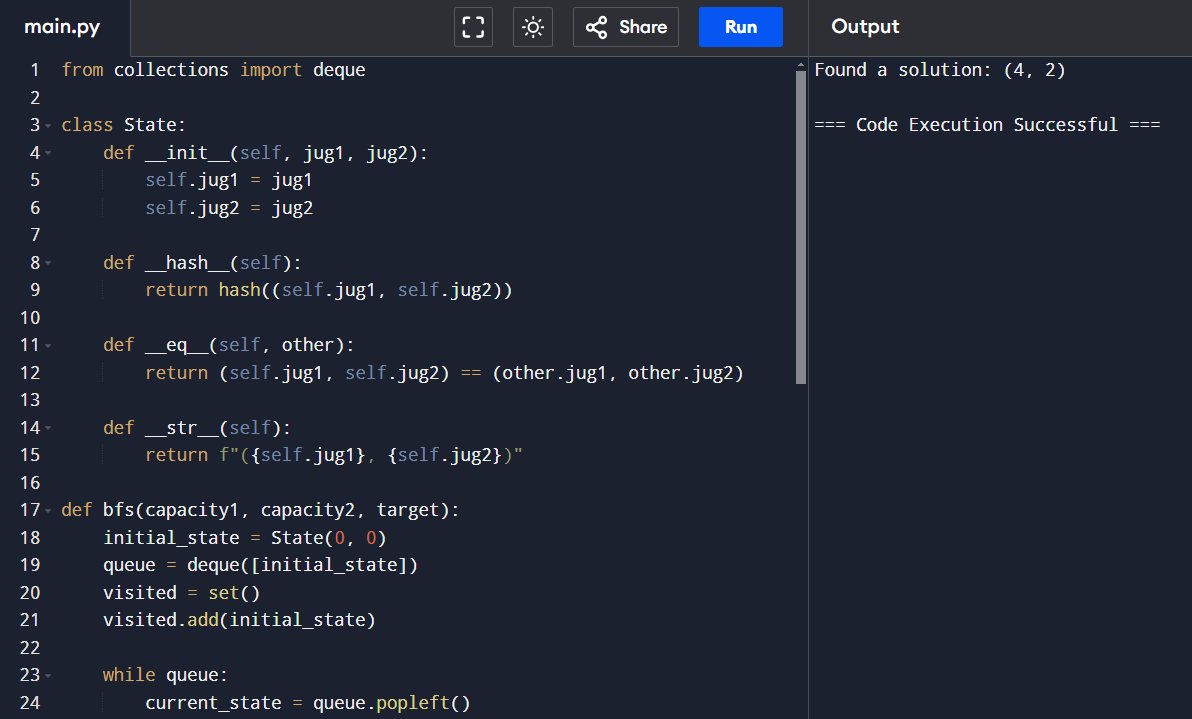 main.py
Share
Run
Output
1 from collections import deque
2
3 class State:
4     def __init__(self, jug1, jug2):
5         self.jug1 = jug1
6         self.jug2 = jug2
7
8     def __hash__(self):
9         return hash((self.jug1, self.jug2))
10
11     def __eq__(self, other):
12         return (self.jug1, self.jug2) == (other.jug1, other.jug2)
13
14     def __str__(self):
15         return f"({self.jug1}, {self.jug2})"
16
17 def bfs(capacity1, capacity2, target):
18     initial_state = State(0, 0)
19     queue = deque([initial_state])
20     visited = set()
21     visited.add(initial_state)
22
23     while queue:
24         current_state = queue.popleft()
Found a solution: (4, 2)
=== Code Execution Successful ===